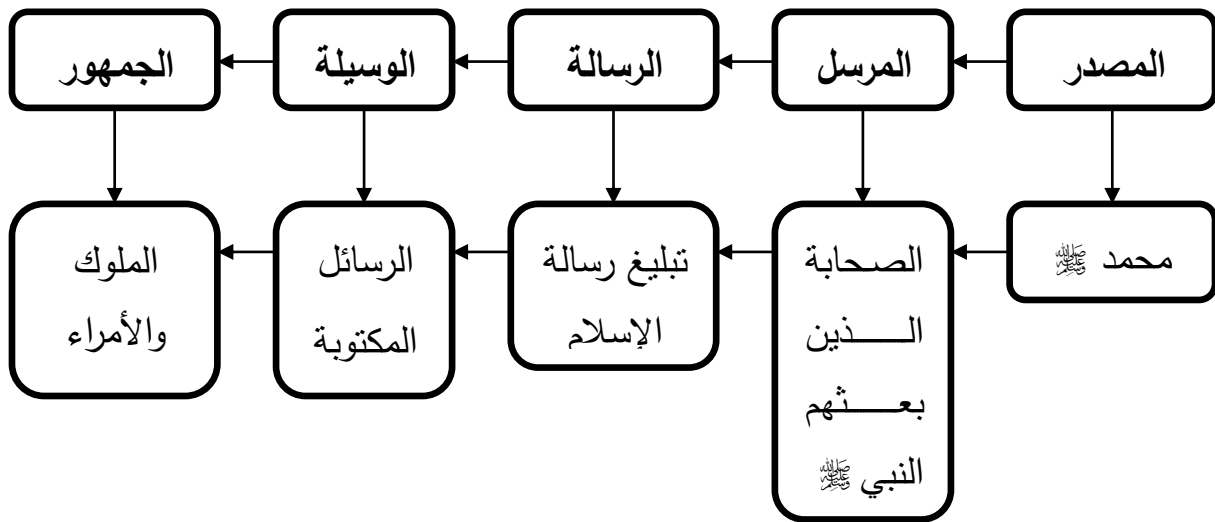 المصدر
المرسل
الرسالة
الوسيلة
الجمهور
محمد ﷺ
الصحابة
الذين
بعثهم
النبي ﷺ
تبليغ رسالة
الإسلام
الرسائل
المكتوبة
الملوك
والأمراء